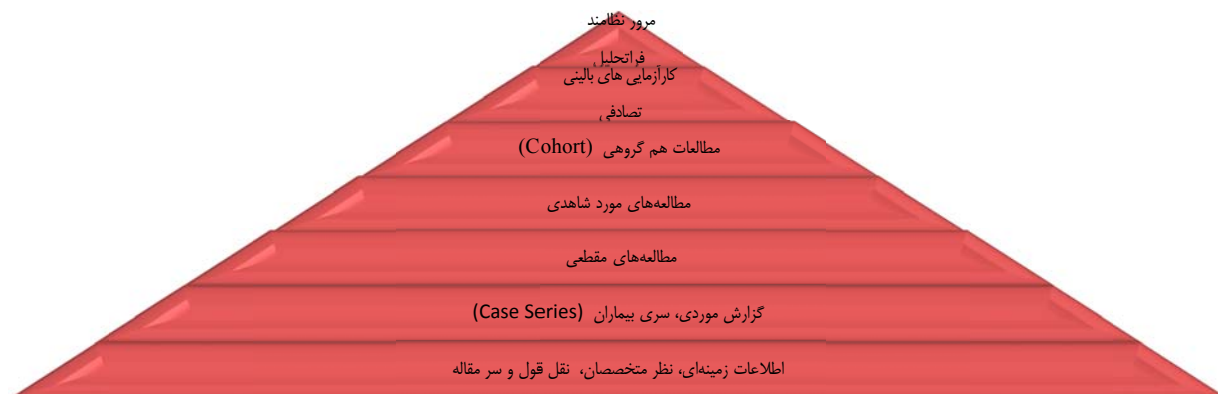 مرور نظامند
فراتحلیل
کارآزمایی های بالینی
تصادفی
مطالعات هم گروهی (Cohort)
مطالعه‌های مورد شاهدی
مطالعه‌های مقطعی
گزارش موردی، سری بیماران (Case Series)
اطلاعات زمینه‌ای، نظر متخصصان، نقل قول و سر مقاله